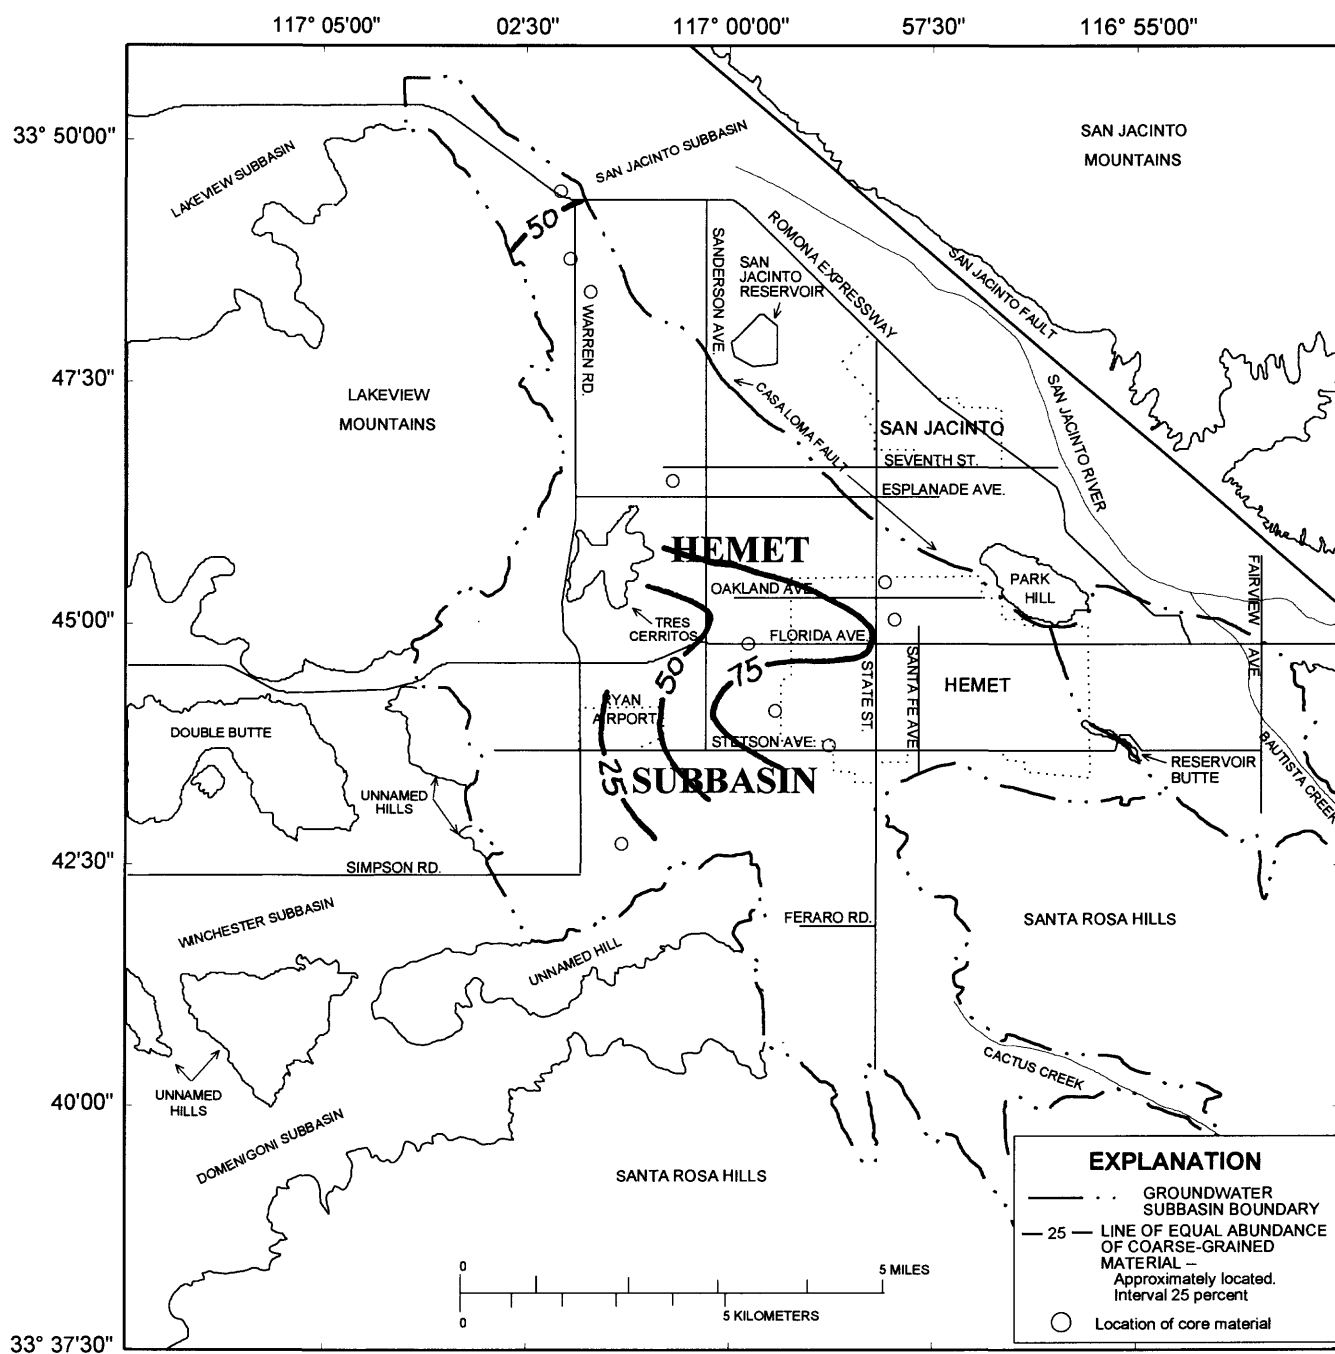 117° 05'00"
02'30"
117° 00'00"
57'30"
116° 55'00"
33° 50'00"
SAN JACINTO
MOUNTAINS
SAN JACINTO SUBBASIN
LAKEVIEW SUBBASIN
50
ROMONA EXPRESSWAY
SANDERSON AVE.
SAN
JACINTO
RESERVOIR
SAN JACINTO FAULT
WARREN RD.
47'30"
LAKEVIEW
MOUNTAINS
CASA LOMA FAULT
SAN JACINTO RIVER
SAN JACINTO
SEVENTH ST.
ESPLANADE AVE.
HEMET
FAIRVIEW AVE
PARK
HILL
OAKLAND AVE.
45'00"
TRES
CERRITOS
FLORIDA AVE.
50
75
STATE ST.
SANTA FE AVE
HEMET
RYAN
AIRPORT
DOUBLE BUTTE
STETSON AVE.
BAUTISTA CREEK
RESERVOIR
BUTTE
25
SUBBASIN
UNNAMED
HILLS
42'30"
SIMPSON RD.
WINCHESTER SUBBASIN
FERARO RD.
SANTA ROSA HILLS
UNNAMED HILL
CACTUS CREEK
UNNAMED
HILLS
40'00"
DOMENIGONI SUBBASIN
SANTA ROSA HILLS
EXPLANATION
GROUNDWATER
SUBBASIN BOUNDARY
25
LINE OF EQUAL ABUNDANCE
OF COARSE-GRAINED
MATERIAL –
Approximately located.
Interval 25 percent
Location of core material
0
5 MILES
0
5 KILOMETERS
33° 37'30"